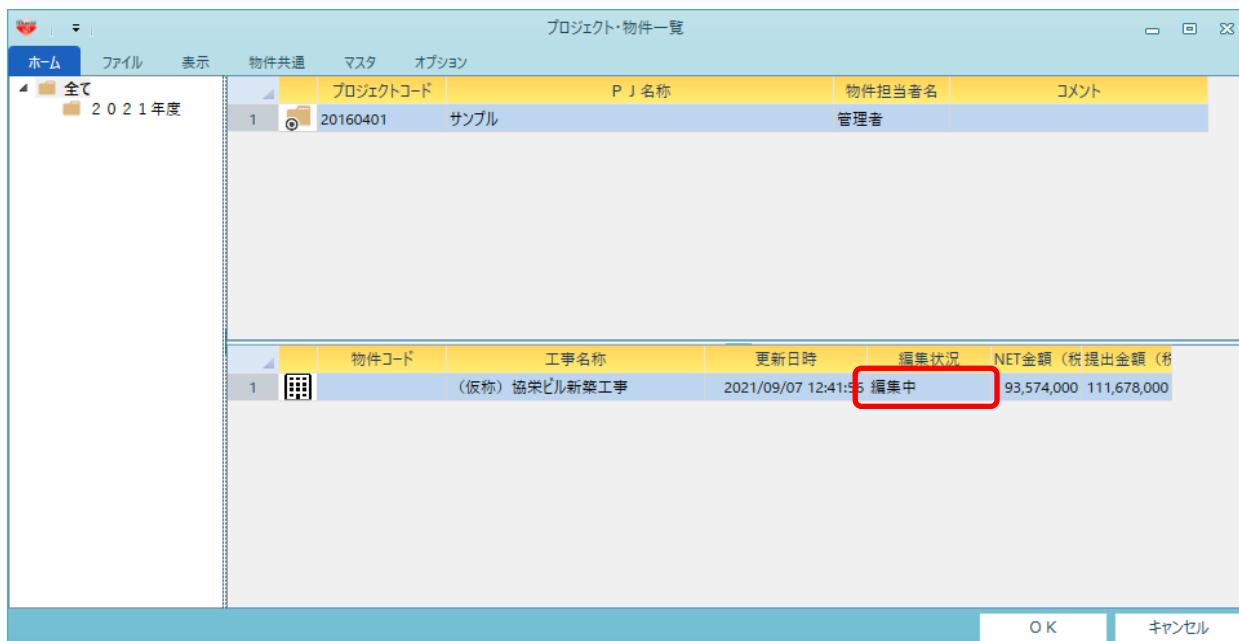 プロジェクト・物件一覧
ホーム ファイル 表示 物件共通 マスタ オプション
全て
２０２１年度
プロジェクトコード ＰＪ名称 物件担当者名 コメント
1 20160401 サンプル 管理者
物件コード 工事名称 更新日時 編集状況 NET金額（税 提出金額（税
1 （仮称）協栄ビル新築工事 2021/09/07 12:41:56 編集中 93,574,000 111,678,000
ＯＫ キャンセル